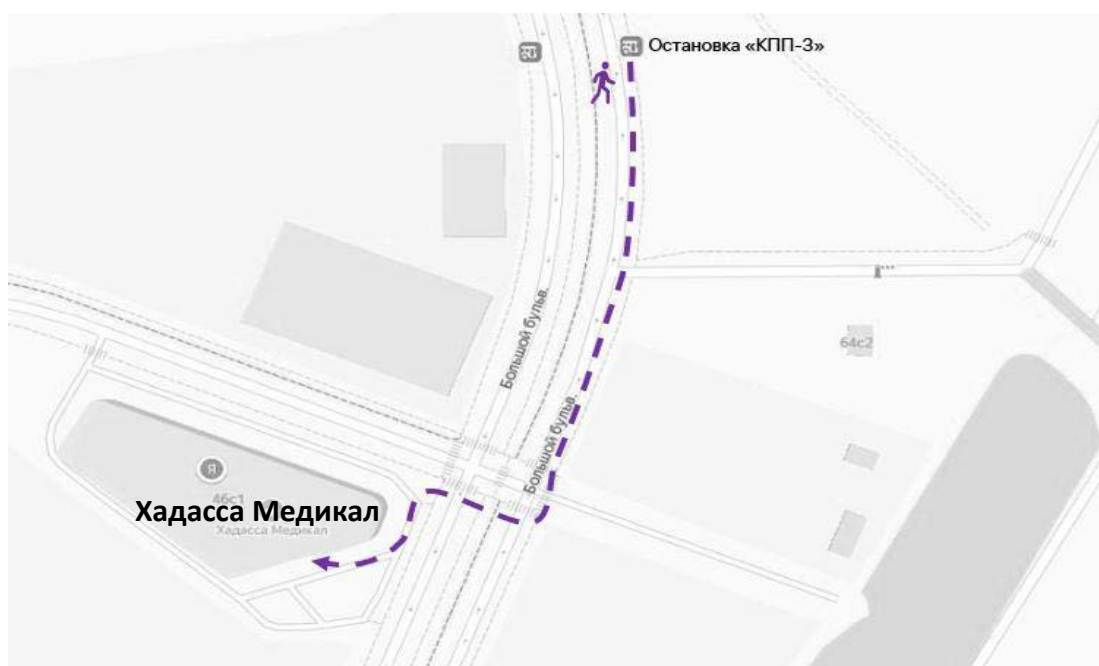 Остановка «КПП-3»
Большой бульв.
64с2
Большой бульв.
Я
46с1
Хадасса Медикал
Хадасса Медикал